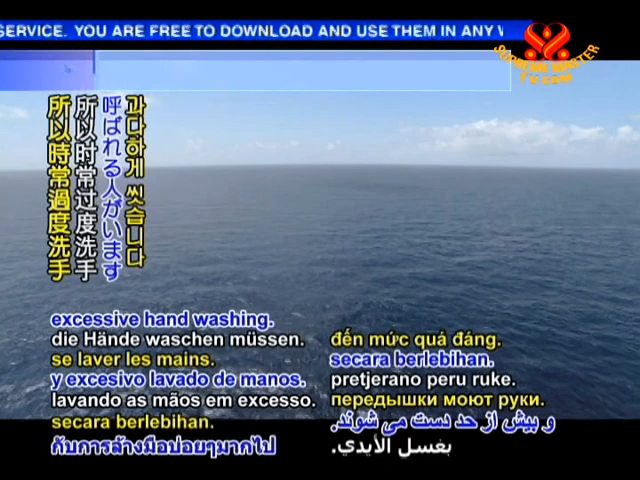 SERVICE. YOU ARE FREE TO DOWNLOAD AND USE THEM IN ANY
SUPREME MASTER
TV.COM
所以時常過度洗手
所以时常过度洗手
呼ばれる人がいます
과다하게 씻습니다
excessive hand washing.
die Hände waschen müssen.
se laver les mains.
y excesivo lavado de manos.
lavando as mãos em excesso.
secara berlebihan.
กับการล้างมือบ่อยๆมากไป
đến mức quá đáng.
secara berlebihan.
pretjerano peru ruke.
передышки моют руки.
و بیش از حد دست می شوند.
بغسل الأيدي.